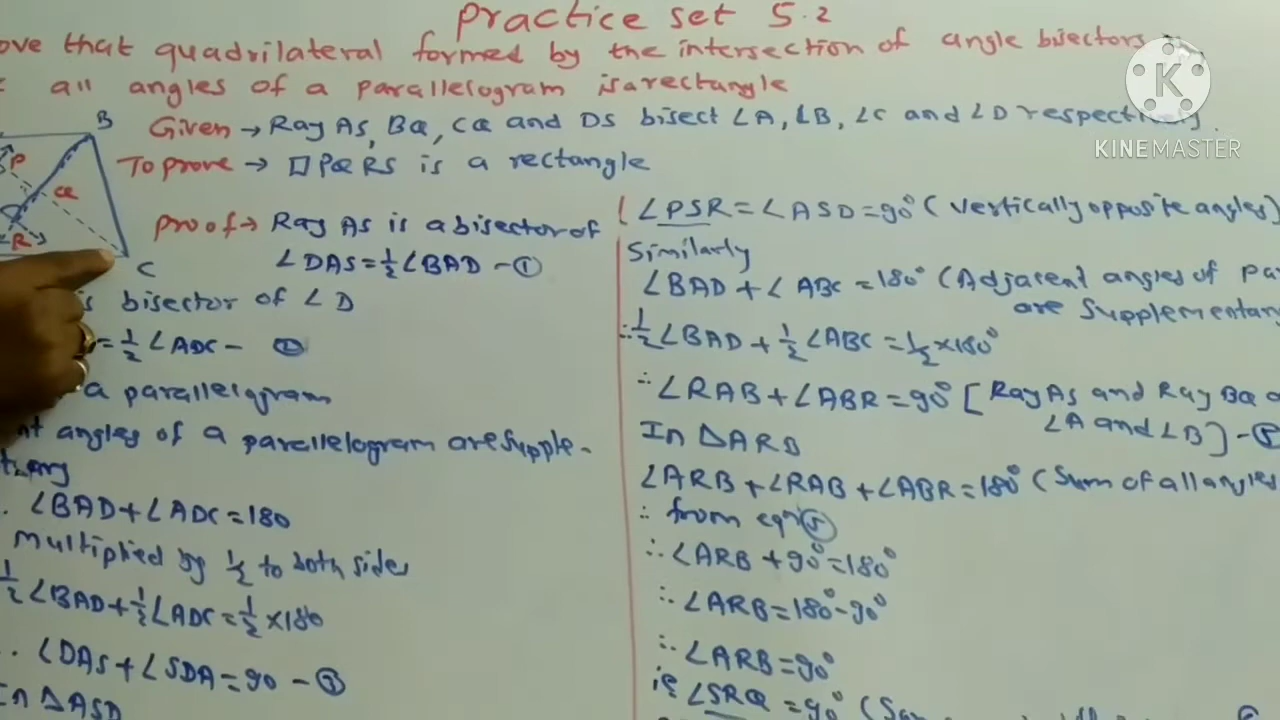 Practice set 5.2
ove that quadrilateral formed by the intersection of angle bisectors
all angles of a parallelogram is a rectangle
B
Given → Ray AS, BQ, CQ and DS bisect ∠A, ∠B, ∠C and ∠D respectively.
P
To prove → □ PQRS is a rectangle
Q
R S
C
Proof → Ray AS is a bisector of
∠DAS = 1/2 ∠BAD - ①
s bisector of ∠D
= 1/2 ∠ADC - ②
a parallelogram
nt angles of a parallelogram are supple-
tary
∠BAD + ∠ADC = 180
Multiplied by 1/2 to both sides
1/2 ∠BAD + 1/2 ∠ADC = 1/2 × 180
∴ ∠DAS + ∠SDA = 90 - ③
In △ASD
∠PSR = ∠ASD = 90° (vertically opposite angles)
Similarly
∠BAD + ∠ABC = 180° (Adjacent angles of pa
are supplementary
∴ 1/2 ∠BAD + 1/2 ∠ABC = 1/2 × 180°
∴ ∠RAB + ∠ABR = 90° [Ray AS and Ray BQ
∠A and ∠B] - ⑤
In △ARB
∠ARB + ∠RAB + ∠ABR = 180° (Sum of all angles
∴ from eqn ⑤
∴ ∠ARB + 90° = 180°
∴ ∠ARB = 180° - 90°
∴ ∠ARB = 90°
ie ∠SRQ = 90°
K
KINEMASTER